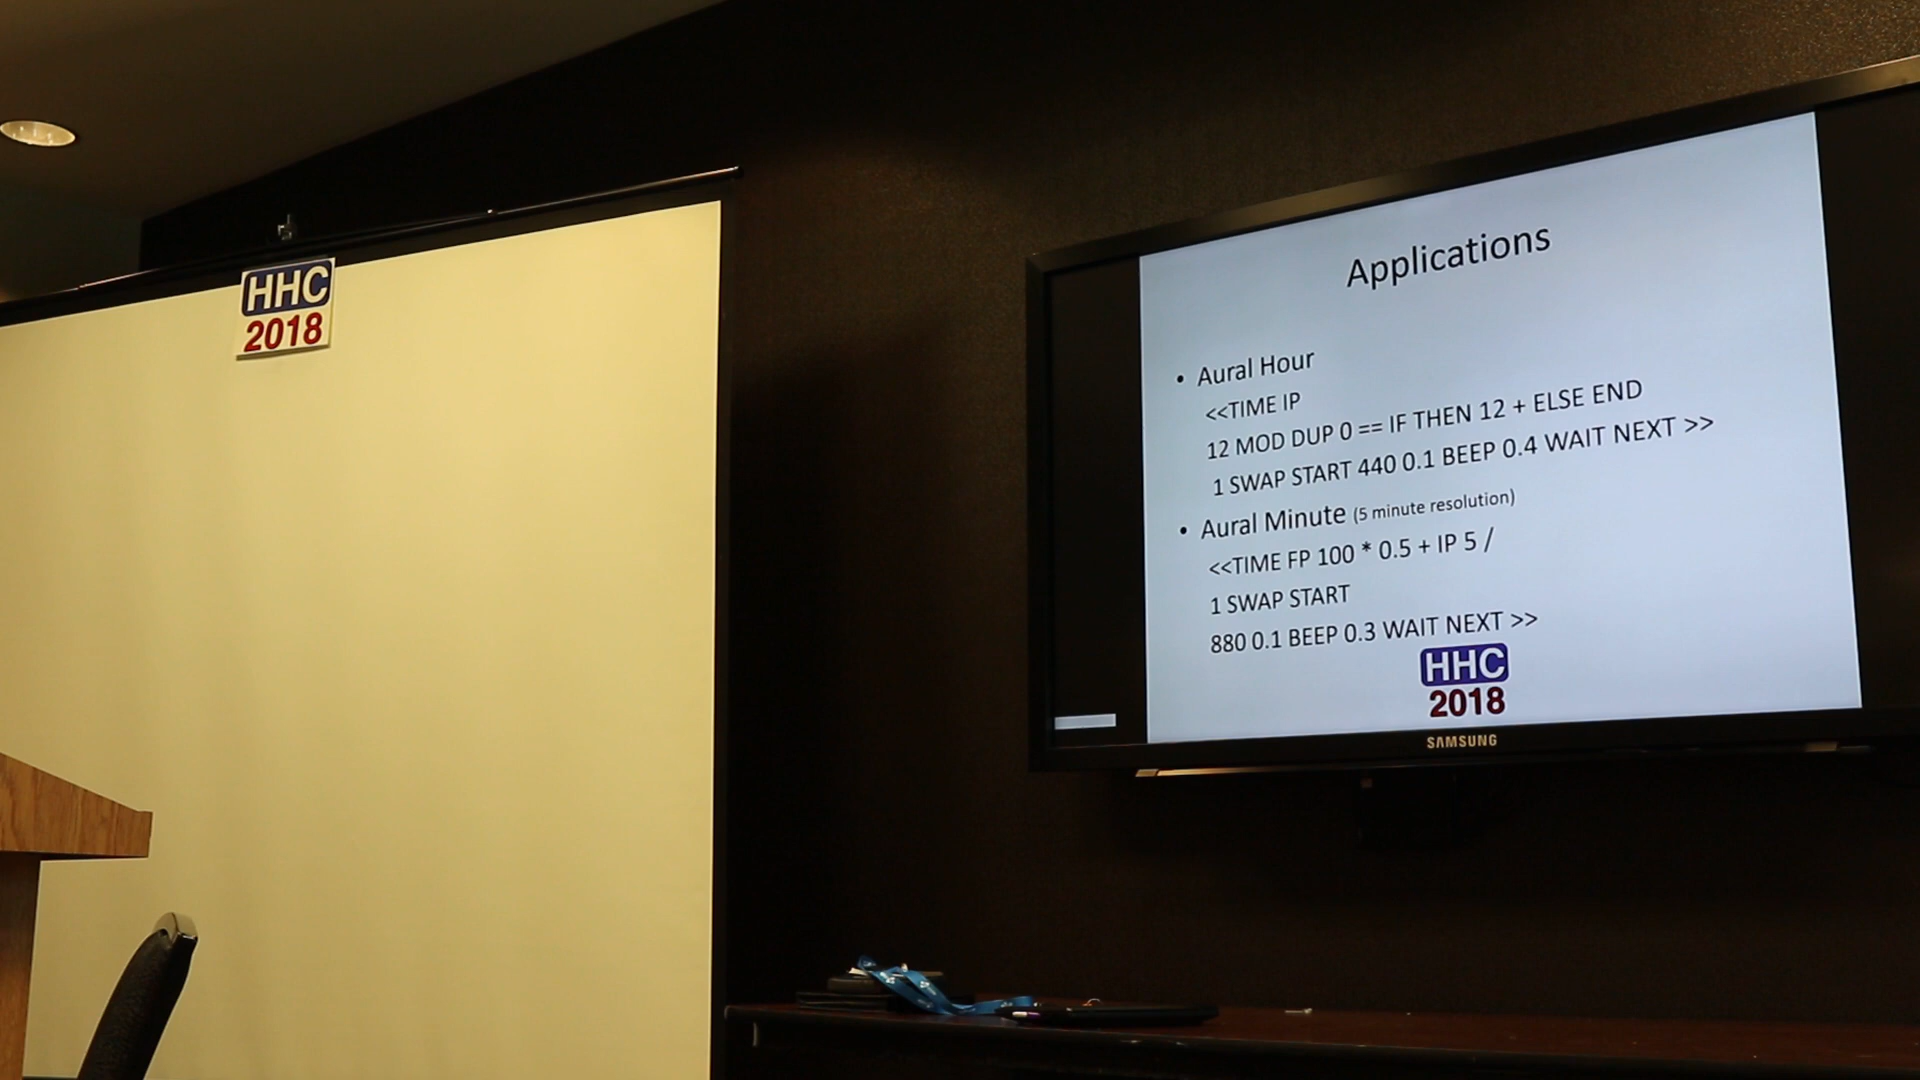 HHC
2018
Applications
• Aural Hour
<<TIME IP
12 MOD DUP 0 == IF THEN 12 + ELSE END
1 SWAP START 440 0.1 BEEP 0.4 WAIT NEXT >>
• Aural Minute (5 minute resolution)
<<TIME FP 100 * 0.5 + IP 5 /
1 SWAP START
880 0.1 BEEP 0.3 WAIT NEXT >>
HHC
2018
SAMSUNG